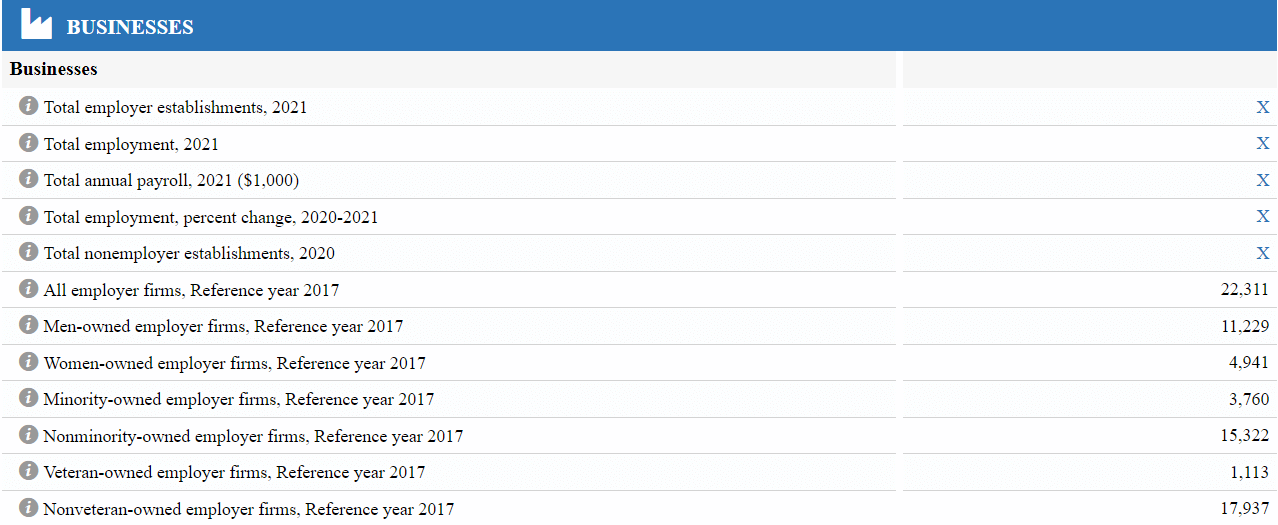 BUSINESSES
Businesses
i Total employer establishments, 2021 X
i Total employment, 2021 X
i Total annual payroll, 2021 ($1,000) X
i Total employment, percent change, 2020-2021 X
i Total nonemployer establishments, 2020 X
i All employer firms, Reference year 2017 22,311
i Men-owned employer firms, Reference year 2017 11,229
i Women-owned employer firms, Reference year 2017 4,941
i Minority-owned employer firms, Reference year 2017 3,760
i Nonminority-owned employer firms, Reference year 2017 15,322
i Veteran-owned employer firms, Reference year 2017 1,113
i Nonveteran-owned employer firms, Reference year 2017 17,937